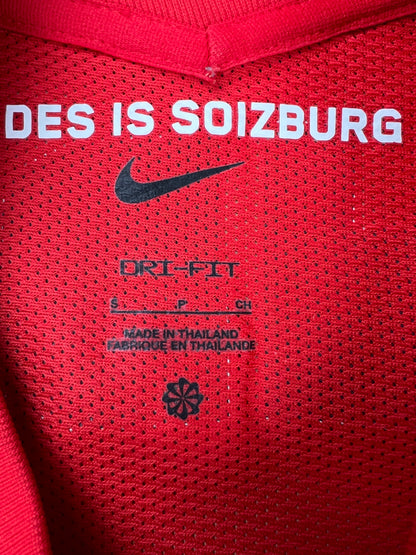 DES IS SOIZBURG
DRI-FIT
S P CH
MADE IN THAILAND
FABRIQUE EN THAILANDE